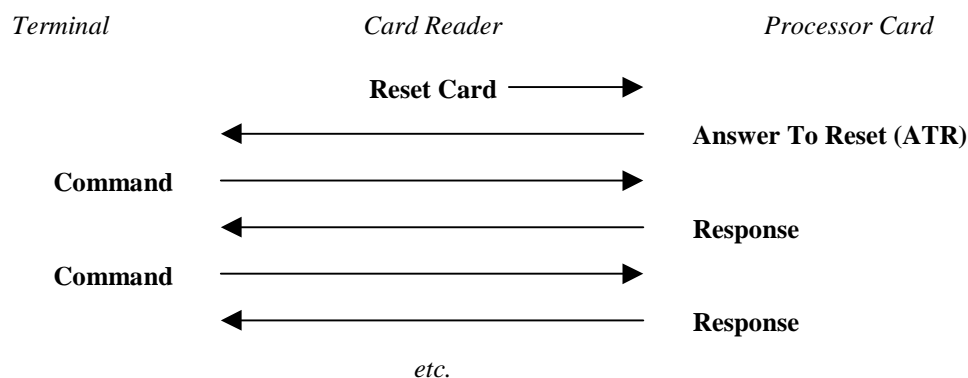 Terminal Card Reader Processor Card
Reset Card
Answer To Reset (ATR)
Command
Response
Command
Response
etc.